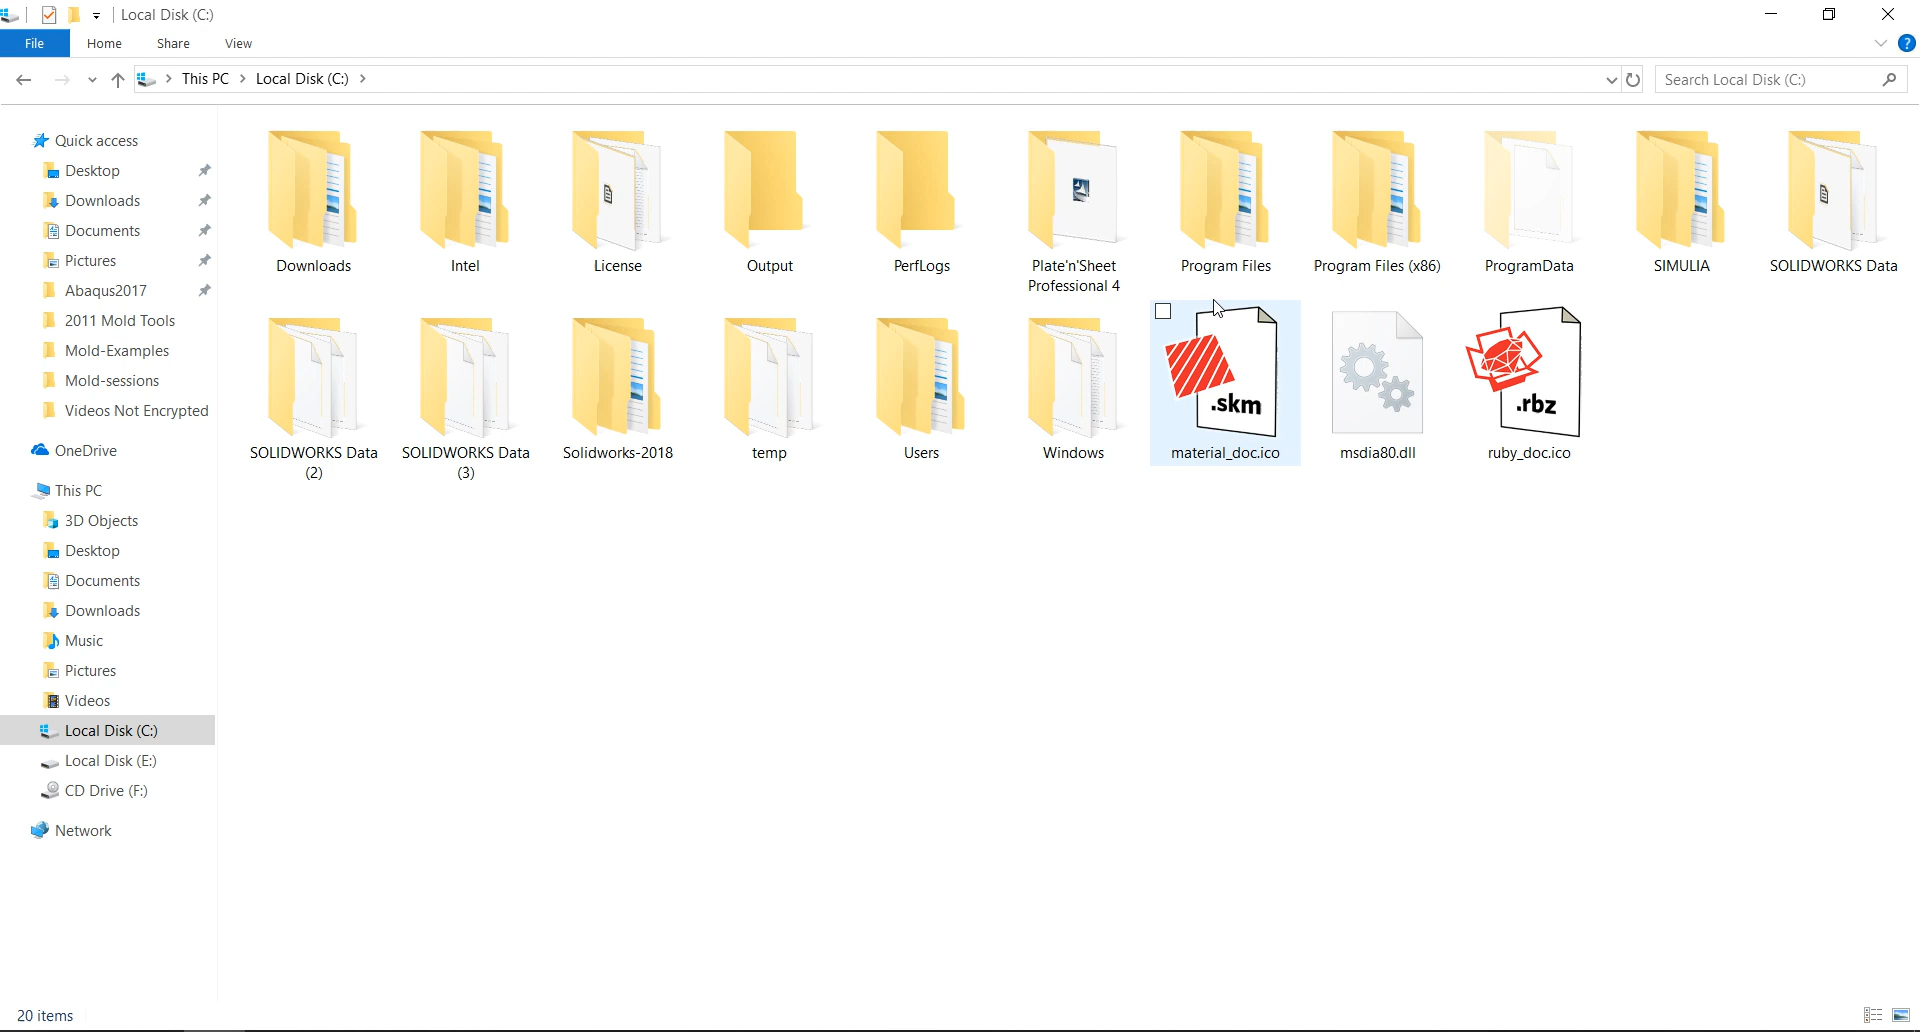 Local Disk (C:)
File Home Share View
This PC Local Disk (C:)
Search Local Disk (C:)
Quick access
Desktop
Downloads
Documents
Pictures
Abaqus2017
2011 Mold Tools
Mold-Examples
Mold-sessions
Videos Not Encrypted
OneDrive
This PC
3D Objects
Desktop
Documents
Downloads
Music
Pictures
Videos
Local Disk (C:)
Local Disk (E:)
CD Drive (F:)
Network
Downloads
Intel
License
Output
PerfLogs
Plate'n'Sheet
Professional 4
Program Files
Program Files (x86)
ProgramData
SIMULIA
SOLIDWORKS Data
SOLIDWORKS Data
(2)
SOLIDWORKS Data
(3)
Solidworks-2018
temp
Users
Windows
.skm
material_doc.ico
msdia80.dll
.rbz
ruby_doc.ico
20 items